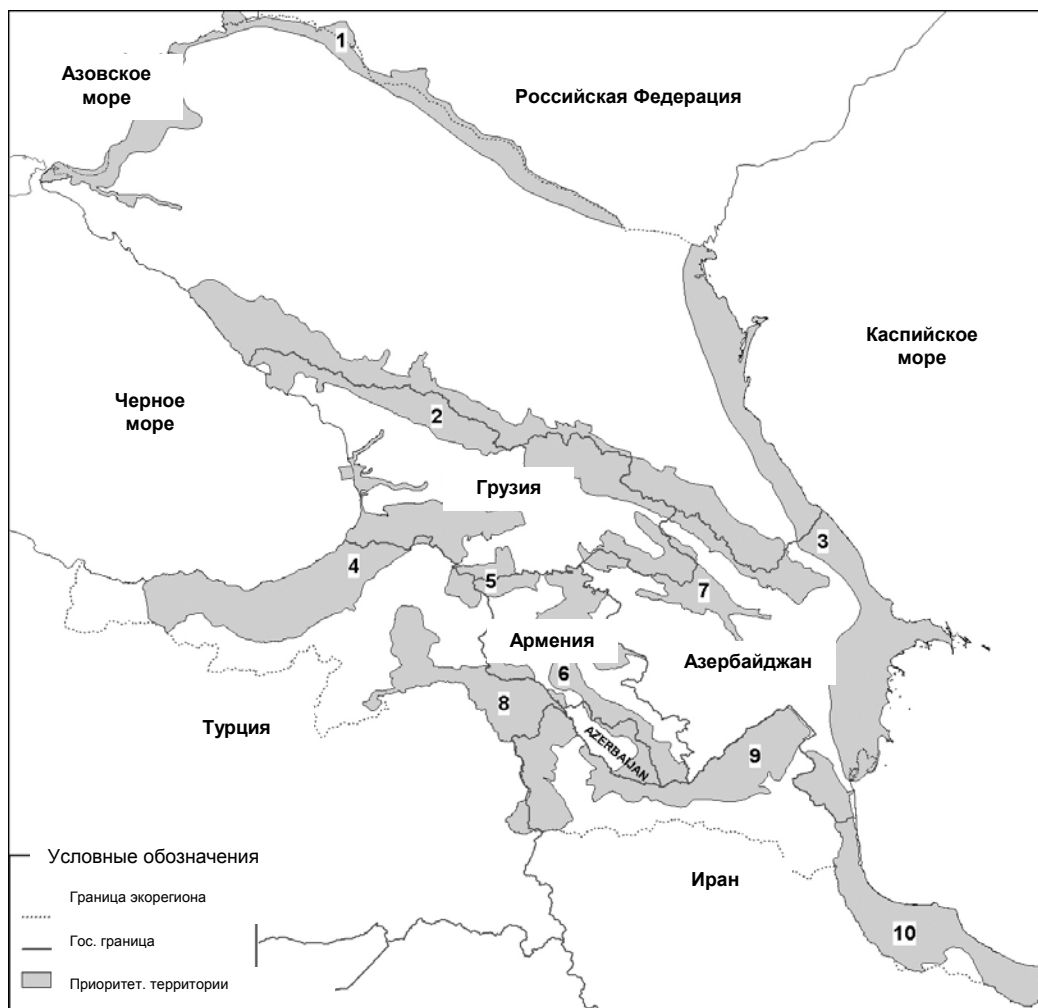 1
Азовское
море
Российская Федерация
Каспийское
море
Черное
море
2
Грузия
3
4
5
7
Армения
Азербайджан
6
8
Турция
AZERBAIJAN
9
Условные обозначения
Иран
Граница экорегиона
10
Гос. граница
Приоритет. территории